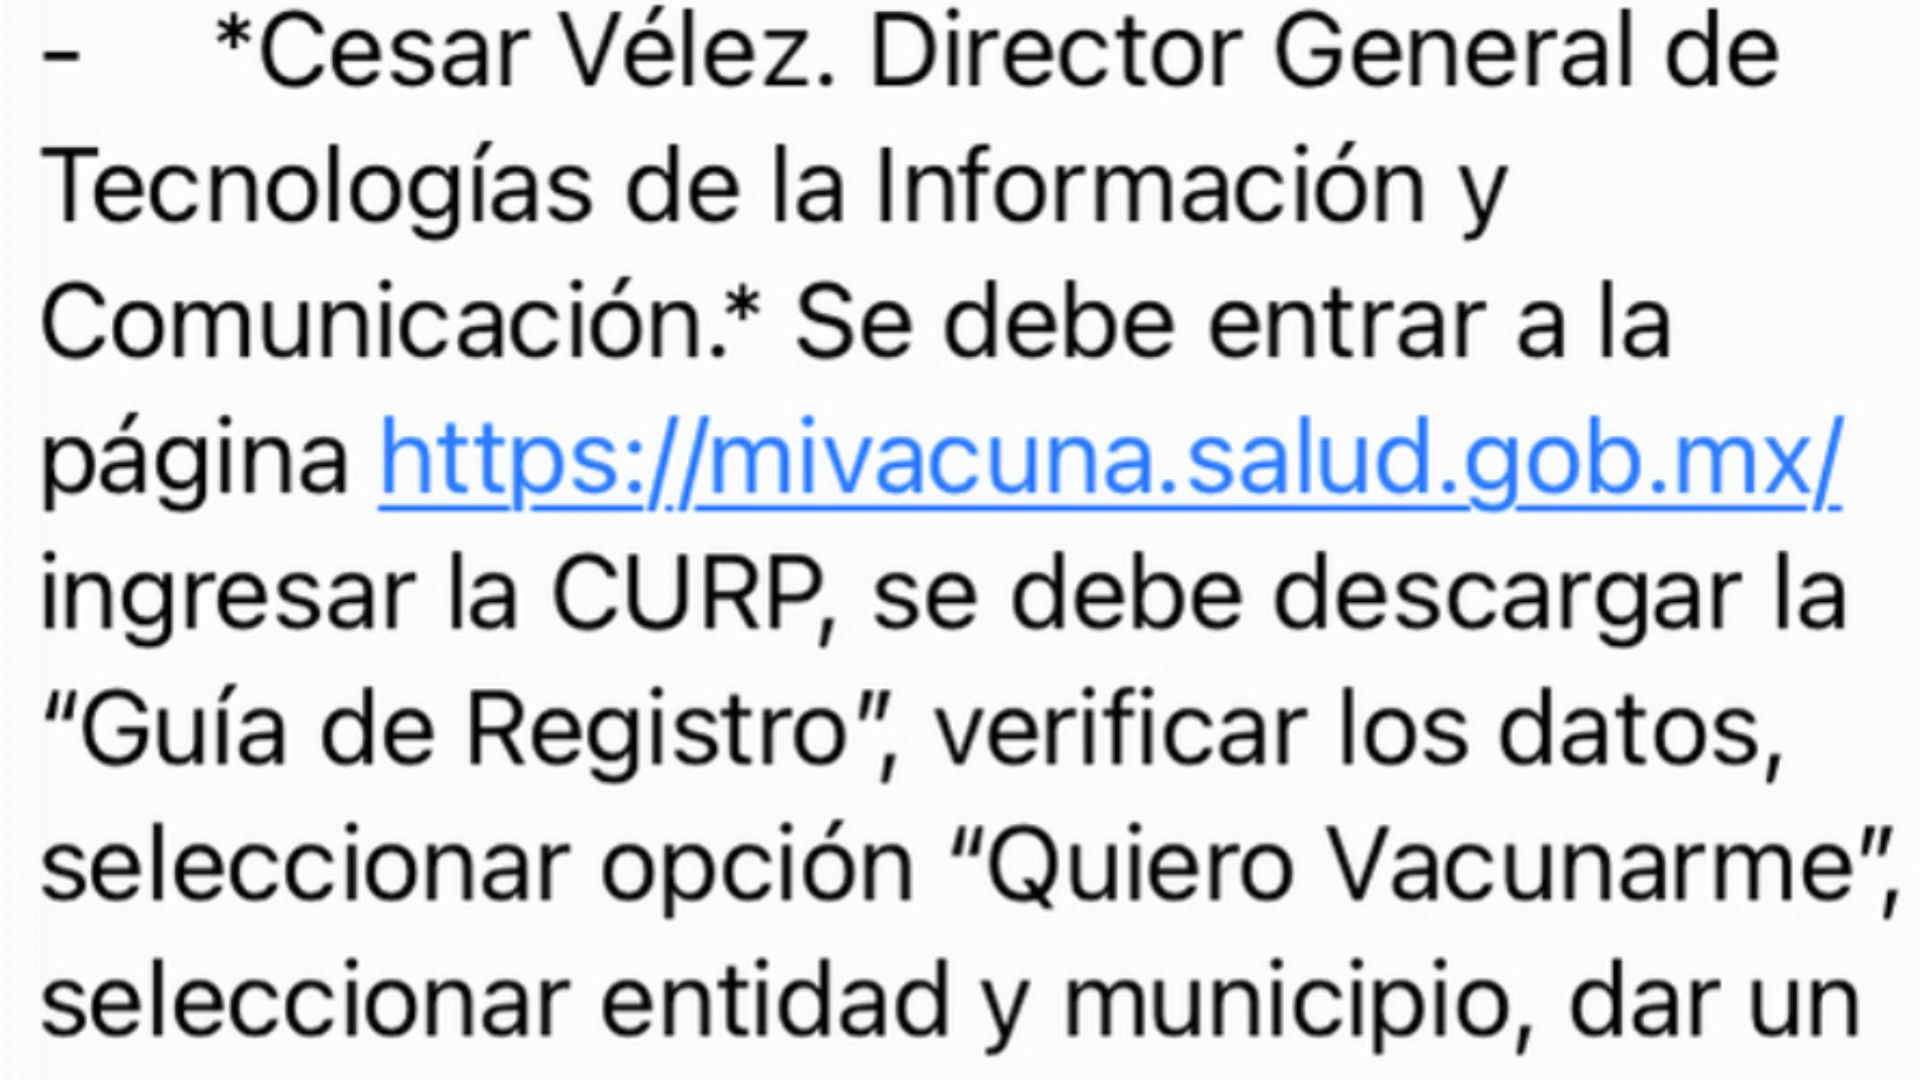 - *Cesar Vélez. Director General de
Tecnologías de la Información y
Comunicación.* Se debe entrar a la
página https://mivacuna.salud.gob.mx/
ingresar la CURP, se debe descargar la
“Guía de Registro”, verificar los datos,
seleccionar opción “Quiero Vacunarme”,
seleccionar entidad y municipio, dar un